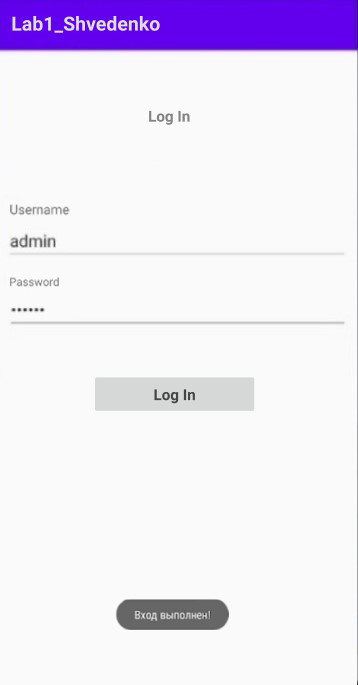 Lab1_Shvedenko
Log In
Username
admin
Password
••••••
Log In
Вход выполнен!